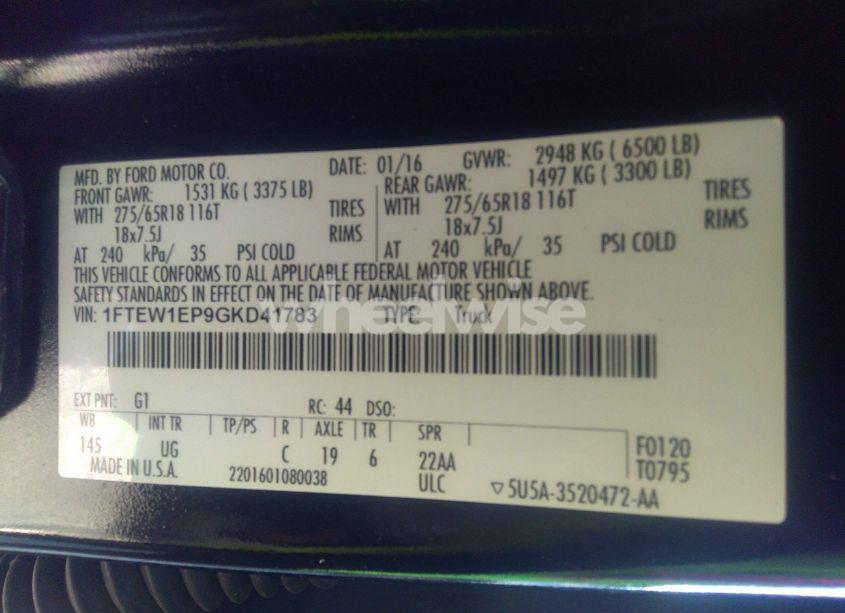 MFD. BY FORD MOTOR CO. DATE: 01/16 GVWR: 2948 KG ( 6500 LB)
FRONT GAWR: 1531 KG ( 3375 LB) REAR GAWR: 1497 KG ( 3300 LB)
WITH 275/65R18 116T TIRES WITH 275/65R18 116T TIRES
18x7.5J RIMS 18x7.5J RIMS
AT 240 kPa/ 35 PSI COLD AT 240 kPa/ 35 PSI COLD
THIS VEHICLE CONFORMS TO ALL APPLICABLE FEDERAL MOTOR VEHICLE
SAFETY STANDARDS IN EFFECT ON THE DATE OF MANUFACTURE SHOWN ABOVE.
VIN: 1FTEW1EP9GKD41783 TYPE: Truck
wheelwise
EXT PNT: G1 RC: 44 DSO:
WB INT TR TP/PS R AXLE TR SPR
145 UG C 19 6 22AA F0120
MADE IN U.S.A. 2201601080038 ULC T0795
▽5U5A-3520472-AA